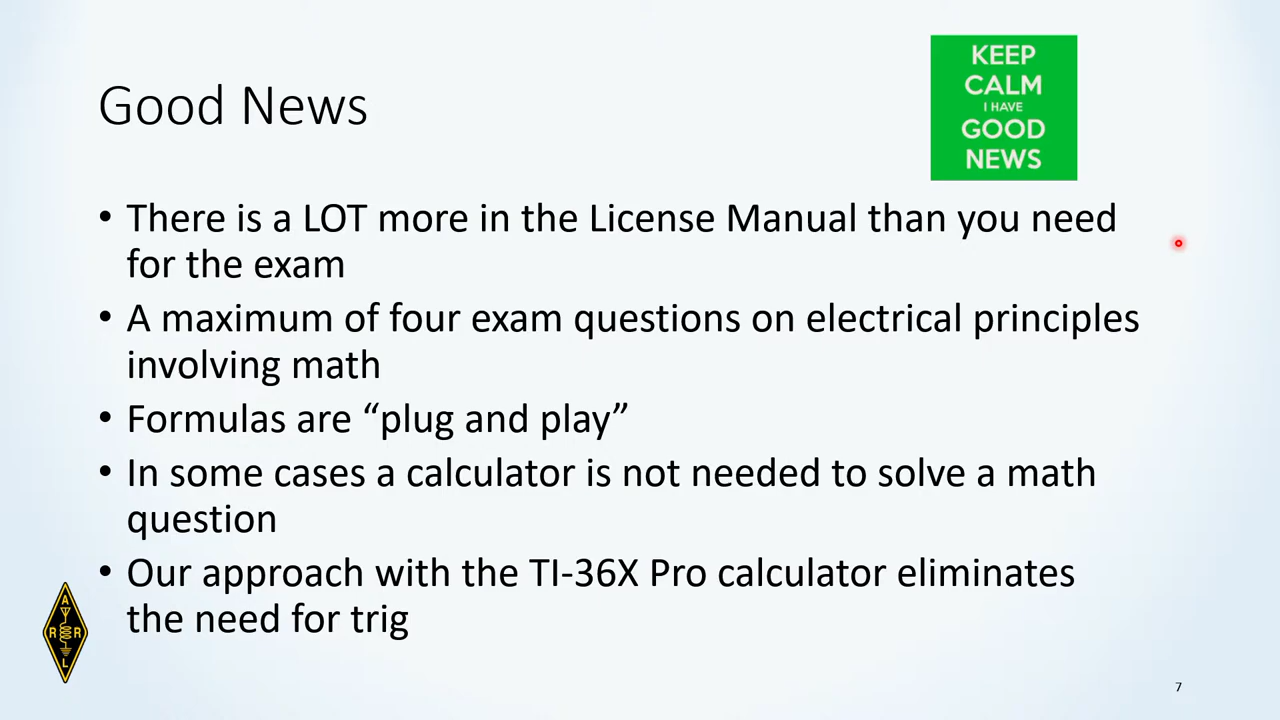 Good News
KEEP
CALM
I HAVE
GOOD
NEWS
• There is a LOT more in the License Manual than you need
for the exam
• A maximum of four exam questions on electrical principles
involving math
• Formulas are “plug and play”
• In some cases a calculator is not needed to solve a math
question
• Our approach with the TI-36X Pro calculator eliminates
the need for trig
A
R R
L
7